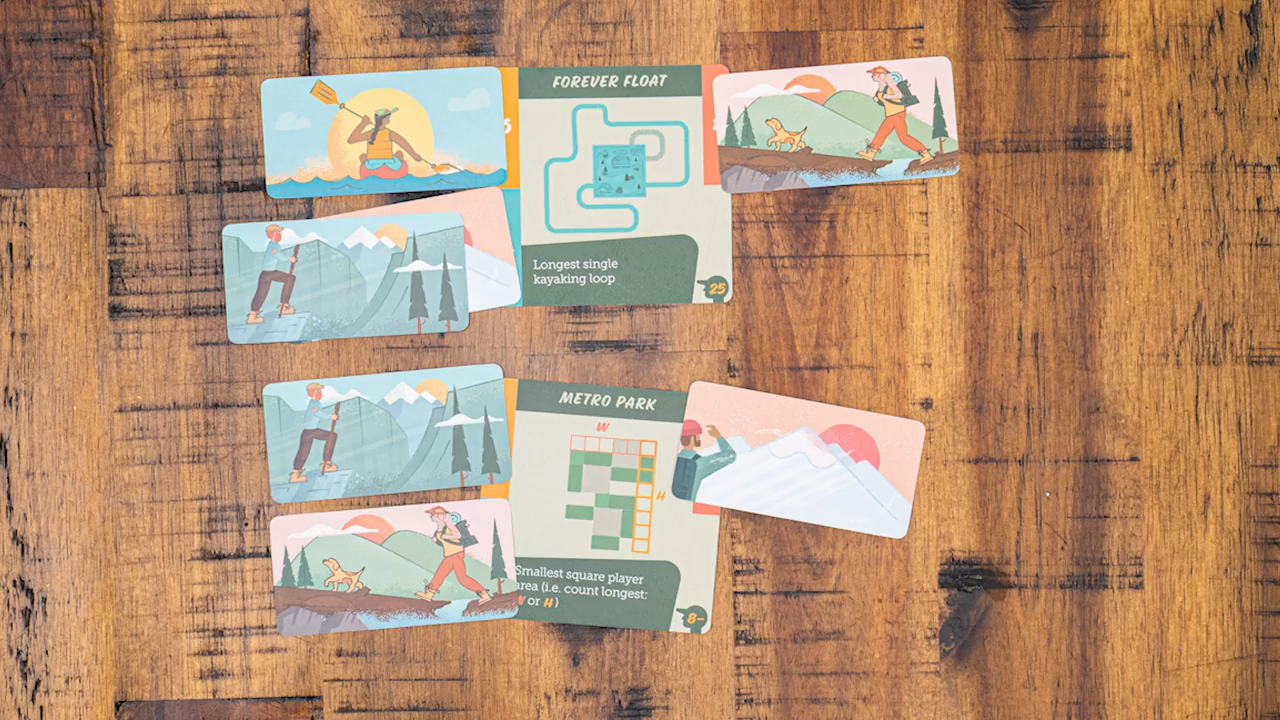 FOREVER FLOAT
Longest single
kayaking loop
25
METRO PARK
W
H
Smallest square player
area (i.e. count longest:
W or H)
8-